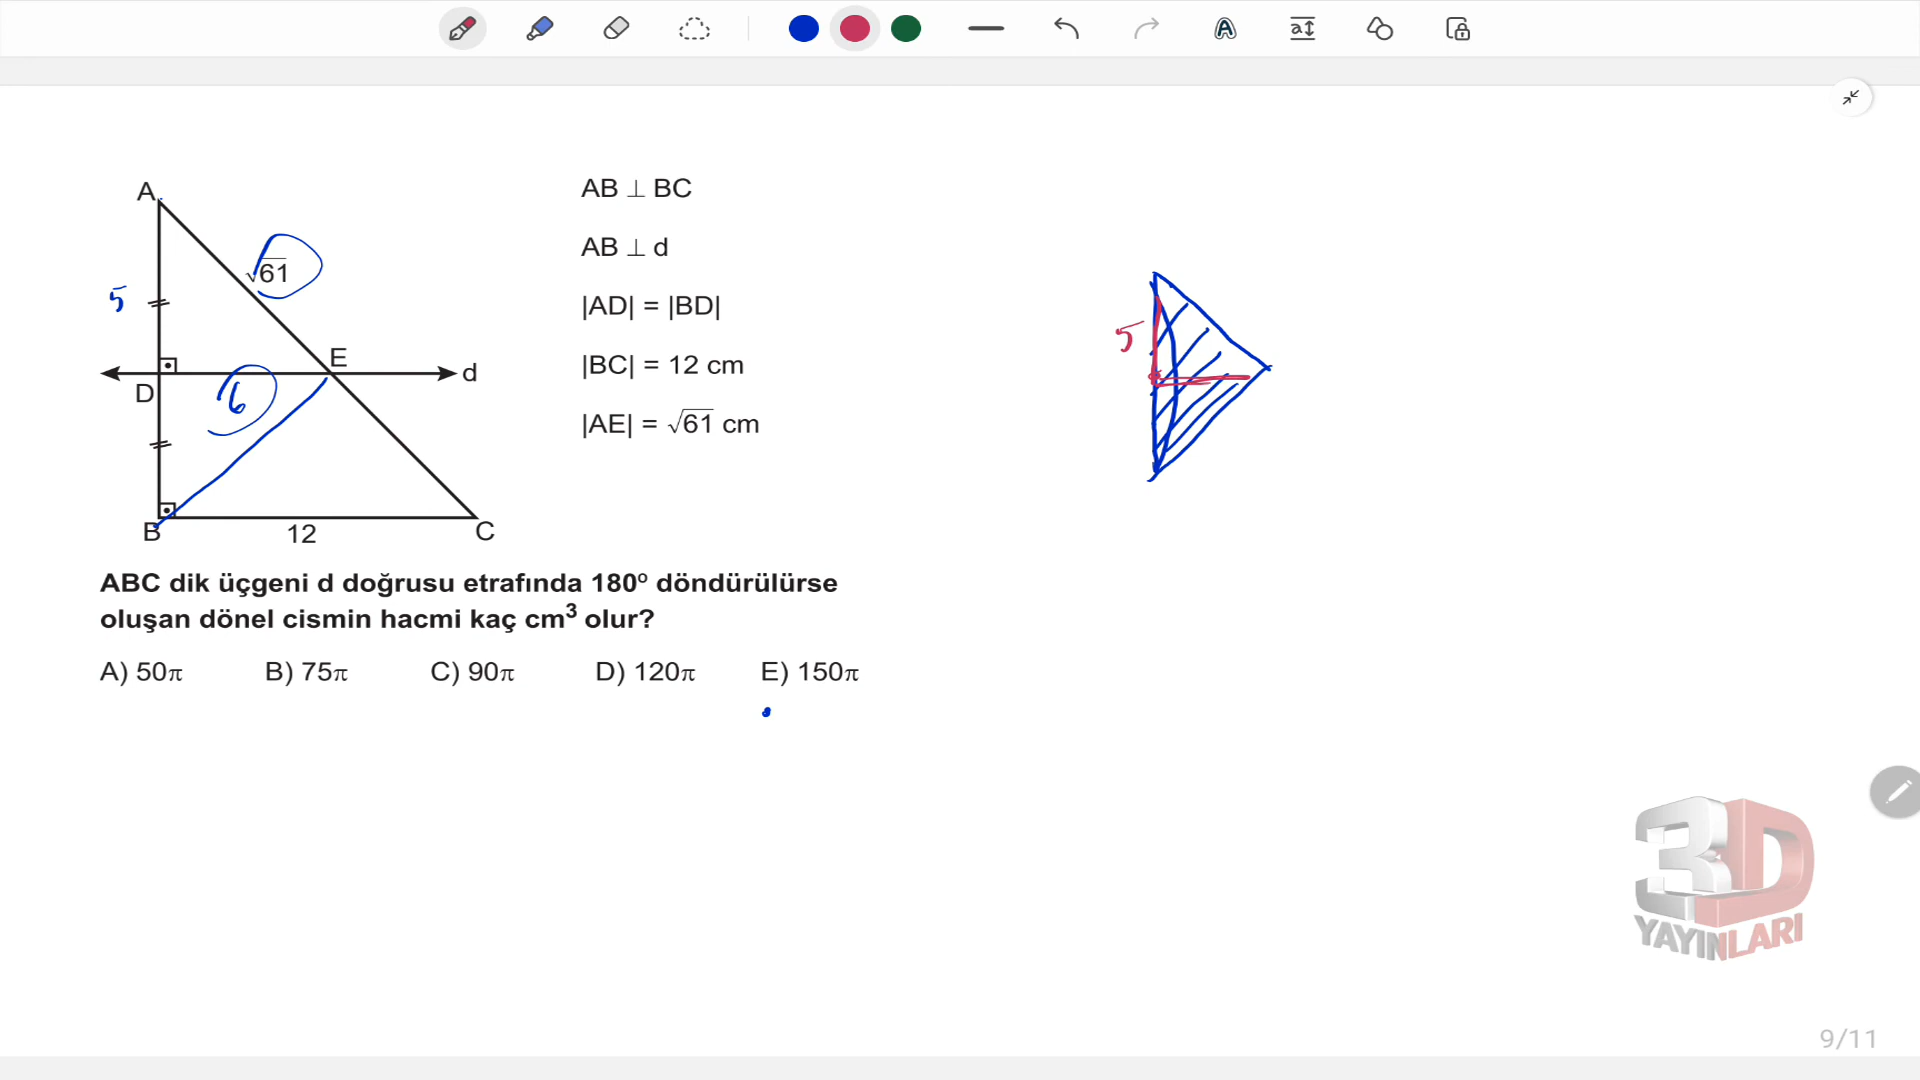 A
√61
5
E
d
D
6
B
12
C
AB ⊥ BC
AB ⊥ d
|AD| = |BD|
|BC| = 12 cm
|AE| = √61 cm
5
ABC dik üçgeni d doğrusu etrafında 180º döndürülürse
oluşan dönel cismin hacmi kaç cm³ olur?
A) 50π B) 75π C) 90π D) 120π E) 150π
3D
YAYINLARI
9/11